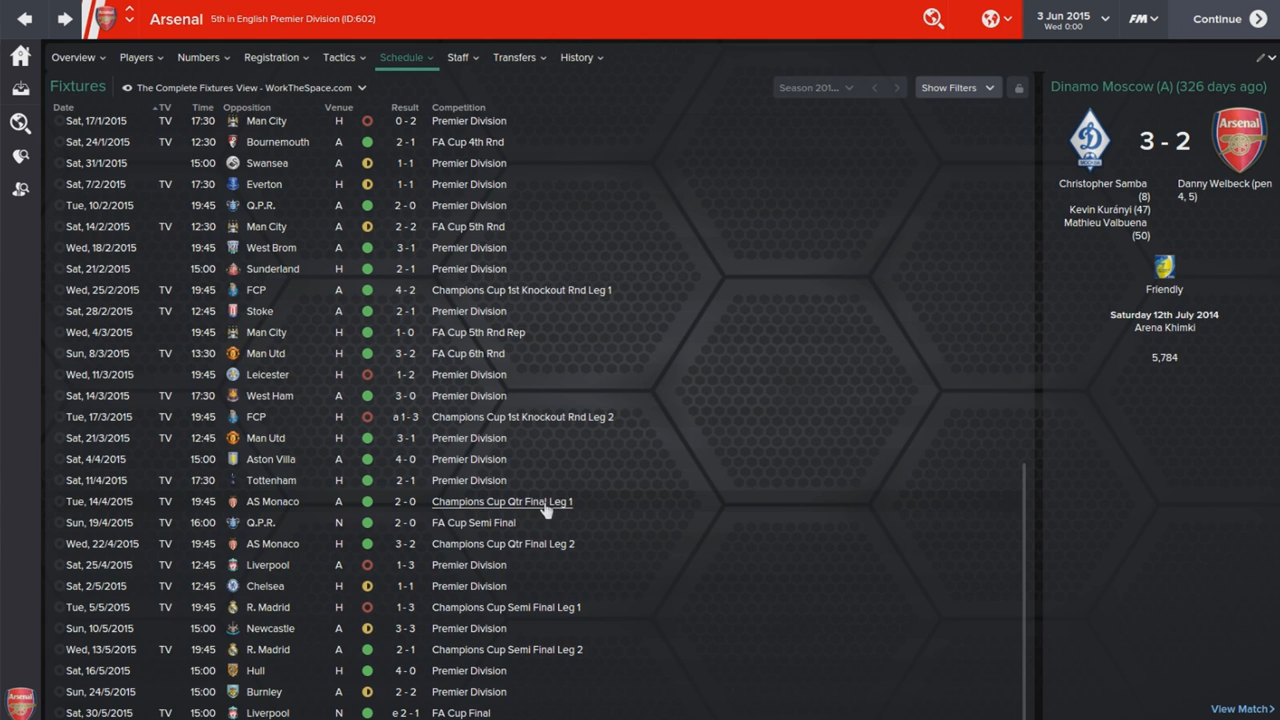 Arsenal 5th in English Premier Division (ID:602) 3 Jun 2015 FM Continue
Wed 0:00
Overview Players Numbers Registration Tactics Schedule Staff Transfers History
Fixtures The Complete Fixtures View - WorkTheSpace.com Season 201... Show Filters
Date TV Time Opposition Venue Result Competition
Sat, 17/1/2015 TV 17:30 Man City H 0 - 2 Premier Division
Sat, 24/1/2015 TV 12:30 Bournemouth A 2 - 1 FA Cup 4th Rnd
Sat, 31/1/2015 15:00 Swansea A 1 - 1 Premier Division
Sat, 7/2/2015 TV 17:30 Everton H 1 - 1 Premier Division
Tue, 10/2/2015 19:45 Q.P.R. A 2 - 0 Premier Division
Sat, 14/2/2015 TV 12:30 Man City A 2 - 2 FA Cup 5th Rnd
Wed, 18/2/2015 TV 19:45 West Brom A 3 - 1 Premier Division
Sat, 21/2/2015 15:00 Sunderland H 2 - 1 Premier Division
Wed, 25/2/2015 TV 19:45 FCP A 4 - 2 Champions Cup 1st Knockout Rnd Leg 1
Sat, 28/2/2015 TV 12:45 Stoke A 2 - 1 Premier Division
Wed, 4/3/2015 19:45 Man City H 1 - 0 FA Cup 5th Rnd Rep
Sun, 8/3/2015 TV 13:30 Man Utd H 3 - 2 FA Cup 6th Rnd
Wed, 11/3/2015 19:45 Leicester H 1 - 2 Premier Division
Sat, 14/3/2015 TV 17:30 West Ham A 3 - 0 Premier Division
Tue, 17/3/2015 TV 19:45 FCP H a 1 - 3 Champions Cup 1st Knockout Rnd Leg 2
Sat, 21/3/2015 TV 12:45 Man Utd H 3 - 1 Premier Division
Sat, 4/4/2015 15:00 Aston Villa A 4 - 0 Premier Division
Sat, 11/4/2015 TV 17:30 Tottenham H 2 - 1 Premier Division
Tue, 14/4/2015 TV 19:45 AS Monaco A 2 - 0 Champions Cup Qtr Final Leg 1
Sun, 19/4/2015 TV 16:00 Q.P.R. N 2 - 0 FA Cup Semi Final
Wed, 22/4/2015 TV 19:45 AS Monaco H 3 - 2 Champions Cup Qtr Final Leg 2
Sat, 25/4/2015 TV 12:45 Liverpool A 1 - 3 Premier Division
Sat, 2/5/2015 TV 12:45 Chelsea H 1 - 1 Premier Division
Tue, 5/5/2015 TV 19:45 R. Madrid H 1 - 3 Champions Cup Semi Final Leg 1
Sun, 10/5/2015 15:00 Newcastle A 3 - 3 Premier Division
Wed, 13/5/2015 TV 19:45 R. Madrid A 2 - 1 Champions Cup Semi Final Leg 2
Sat, 16/5/2015 15:00 Hull H 4 - 0 Premier Division
Sun, 24/5/2015 15:00 Burnley A 2 - 2 Premier Division
Sat, 30/5/2015 TV 15:00 Liverpool N e 2 - 1 FA Cup Final
Dinamo Moscow (A) (326 days ago)
3 - 2
Arsenal
Christopher Samba
(8)
Kevin Kurányi (47)
Mathieu Valbuena
(50)
Danny Welbeck (pen
4, 5)
Friendly
Saturday 12th July 2014
Arena Khimki
5,784
View Match>